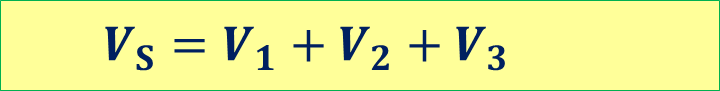 V_S = V_1 + V_2 + V_3